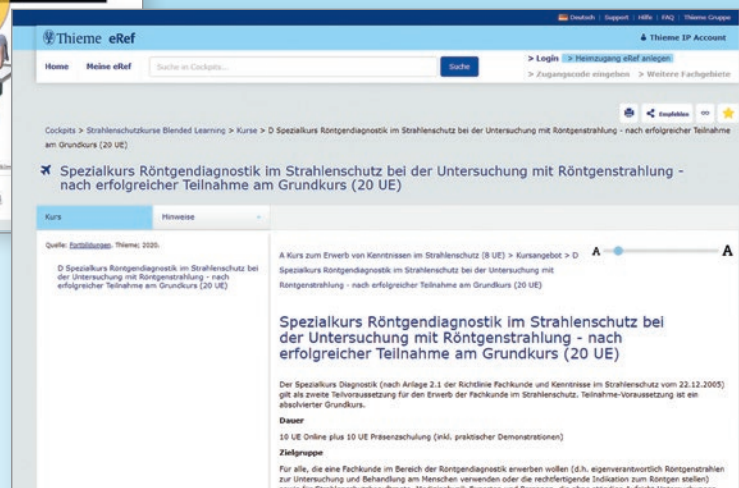 Deutsch | Support | Hilfe | FAQ | Thieme Gruppe
Thieme eRef
Thieme IP Account
Home Meine eRef Suche in Cockpits... Suche
> Login > Heimzugang eRef anlegen
> Zugangscode eingeben > Weitere Fachgebiete
Empfehlen
Cockpits > Strahlenschutzkurse Blended Learning > Kurse > D Spezialkurs Röntgendiagnostik im Strahlenschutz bei der Untersuchung mit Röntgenstrahlung - nach erfolgreicher Teilnahme
am Grundkurs (20 UE)
Spezialkurs Röntgendiagnostik im Strahlenschutz bei der Untersuchung mit Röntgenstrahlung -
nach erfolgreicher Teilnahme am Grundkurs (20 UE)
Kurs Hinweise
Quelle: Fortbildungen. Thieme; 2020.
D Spezialkurs Röntgendiagnostik im Strahlenschutz bei
der Untersuchung mit Röntgenstrahlung - nach
erfolgreicher Teilnahme am Grundkurs (20 UE)
A Kurs zum Erwerb von Kenntnissen im Strahlenschutz (8 UE) > Kursangebot > D
Spezialkurs Röntgendiagnostik im Strahlenschutz bei der Untersuchung mit
Röntgenstrahlung - nach erfolgreicher Teilnahme am Grundkurs (20 UE)
A A
Spezialkurs Röntgendiagnostik im Strahlenschutz bei
der Untersuchung mit Röntgenstrahlung - nach
erfolgreicher Teilnahme am Grundkurs (20 UE)
Der Spezialkurs Diagnostik (nach Anlage 2.1 der Richtlinie Fachkunde und Kenntnisse im Strahlenschutz vom 22.12.2005)
gilt als zweite Teilvoraussetzung für den Erwerb der Fachkunde im Strahlenschutz. Teilnahme-Voraussetzung ist ein
absolvierter Grundkurs.
Dauer
10 UE Online plus 10 UE Präsenzschulung (inkl. praktischer Demonstrationen)
Zielgruppe
Für alle, die eine Fachkunde im Bereich der Röntgendiagnostik erwerben wollen (d.h. eigenverantwortlich Röntgenstrahlen
zur Untersuchung und Behandlung am Menschen verwenden oder die rechtfertigende Indikation zum Röntgen stellen)